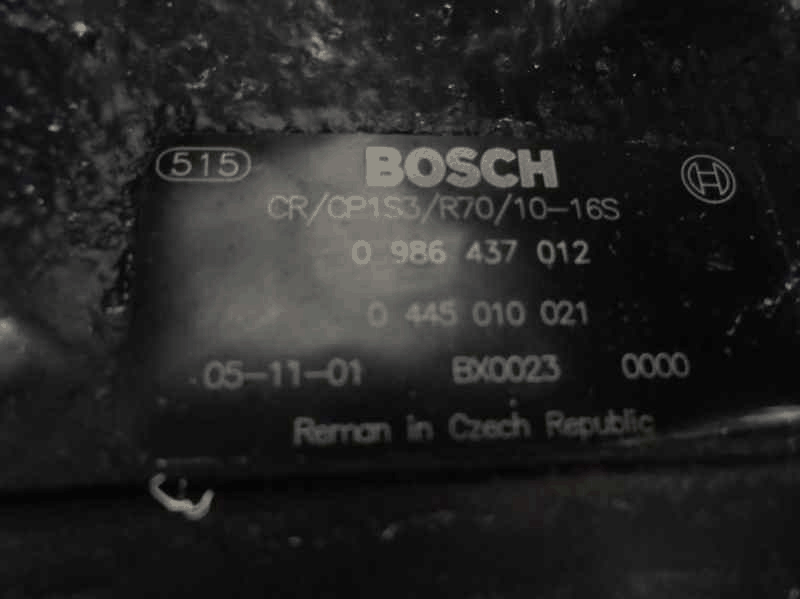 515 BOSCH
CR/CP1S3/R70/10-16S
0 986 437 012
0 445 010 021
05-11-01 BX0023 0000
Reman in Czech Republic